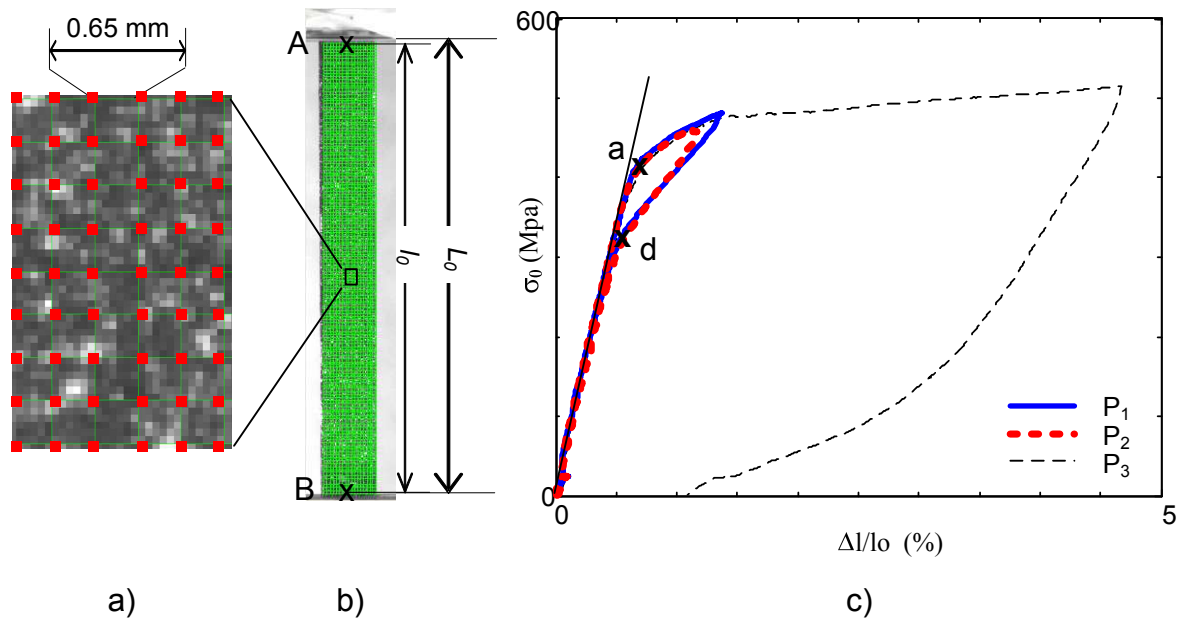 0.65 mm
A x
l₀
L₀
B x
a)
b)
600
σ₀ (Mpa)
a x
x d
P₁
P₂
P₃
0
0
5
Δl/lo (%)
c)